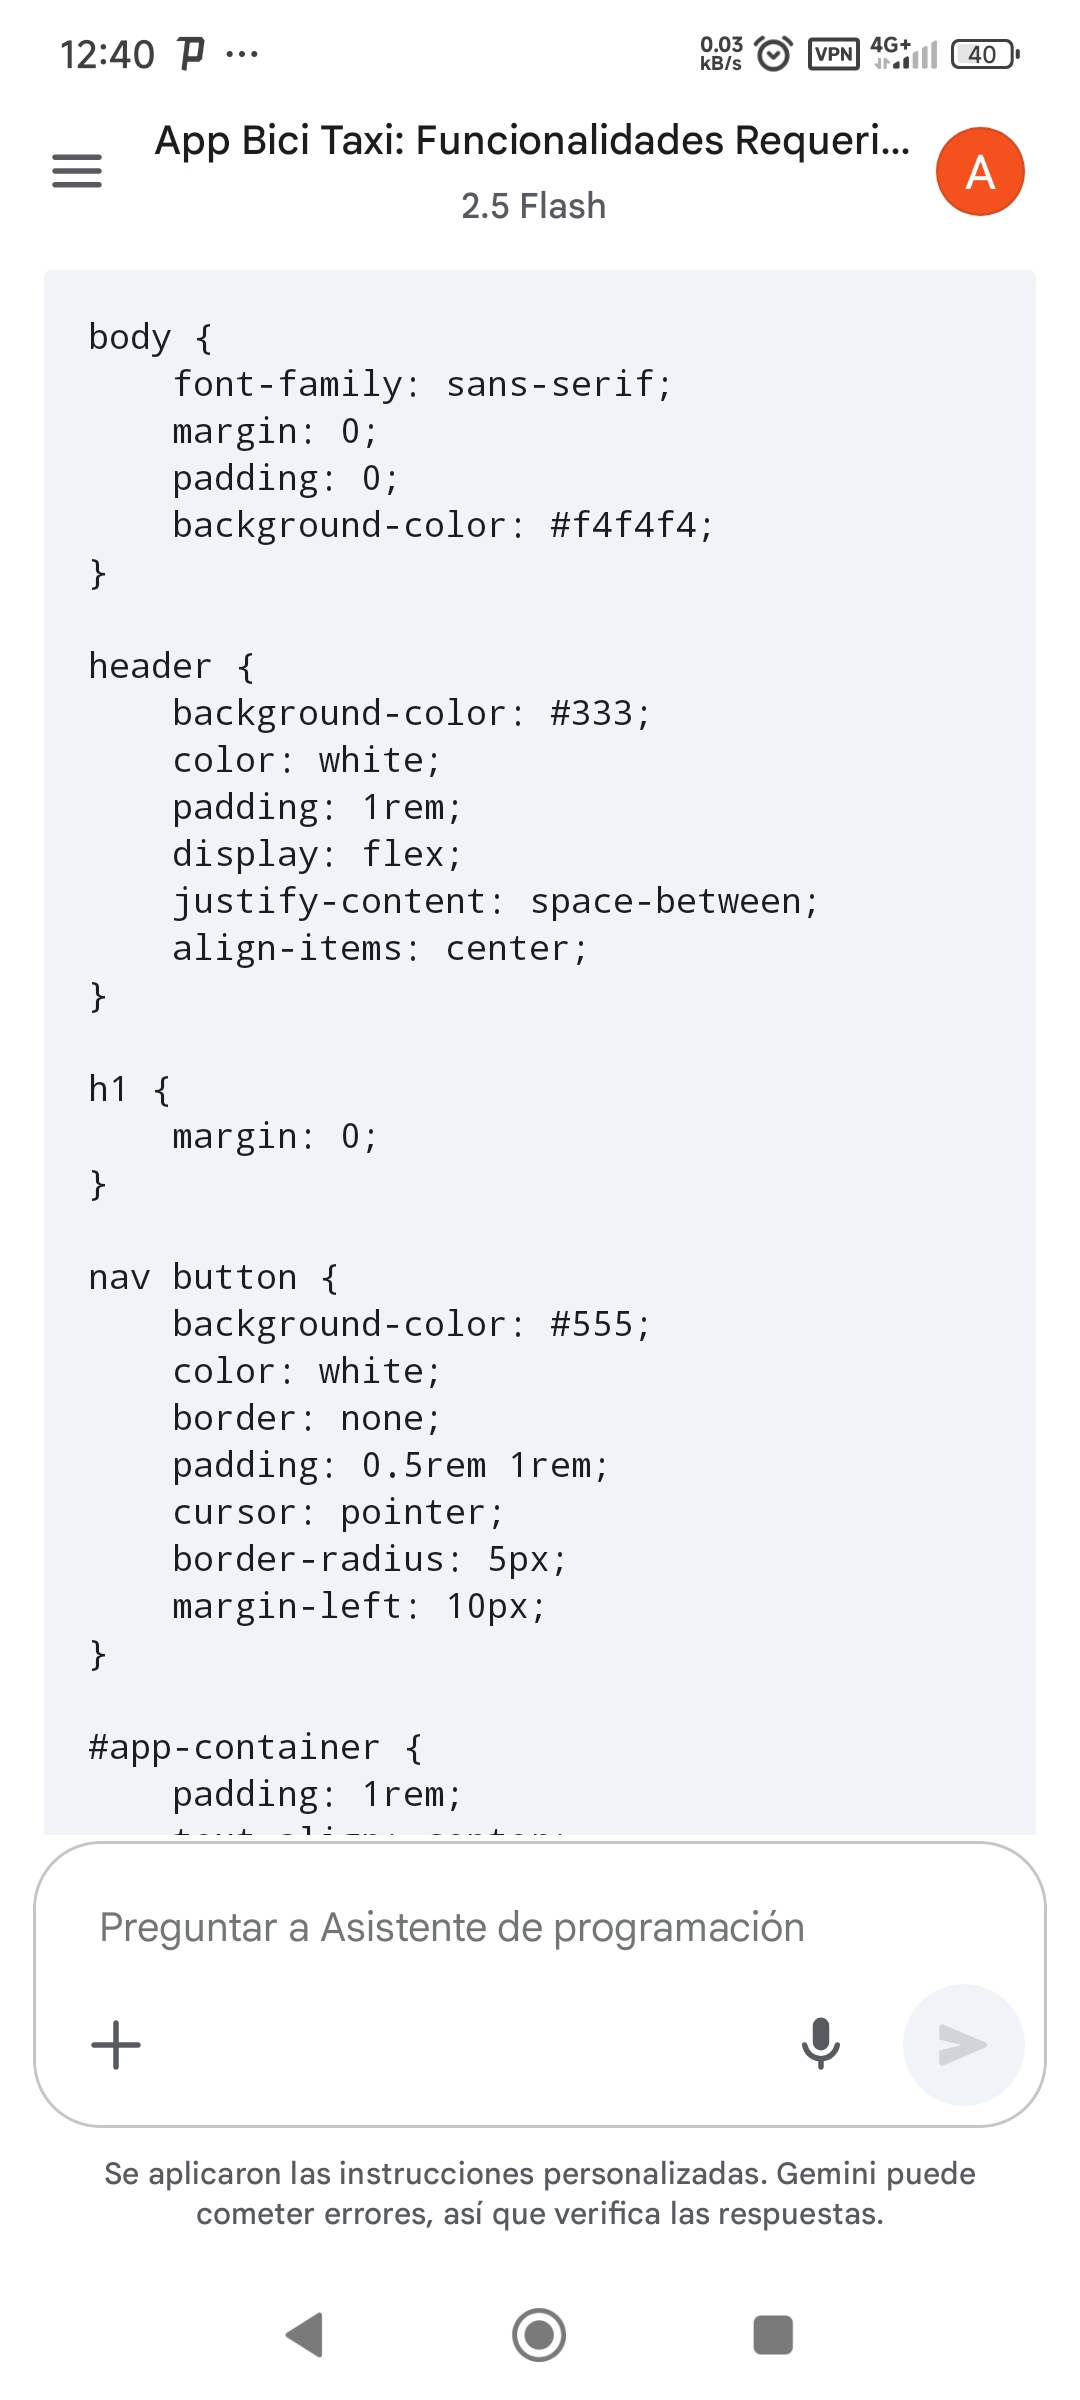 12:40
0.03
kB/s
VPN
4G+
40
App Bici Taxi: Funcionalidades Requeri...
2.5 Flash
A
body {
    font-family: sans-serif;
    margin: 0;
    padding: 0;
    background-color: #f4f4f4;
}
header {
    background-color: #333;
    color: white;
    padding: 1rem;
    display: flex;
    justify-content: space-between;
    align-items: center;
}
h1 {
    margin: 0;
}
nav button {
    background-color: #555;
    color: white;
    border: none;
    padding: 0.5rem 1rem;
    cursor: pointer;
    border-radius: 5px;
    margin-left: 10px;
}
#app-container {
    padding: 1rem;
Preguntar a Asistente de programación
Se aplicaron las instrucciones personalizadas. Gemini puede
cometer errores, así que verifica las respuestas.